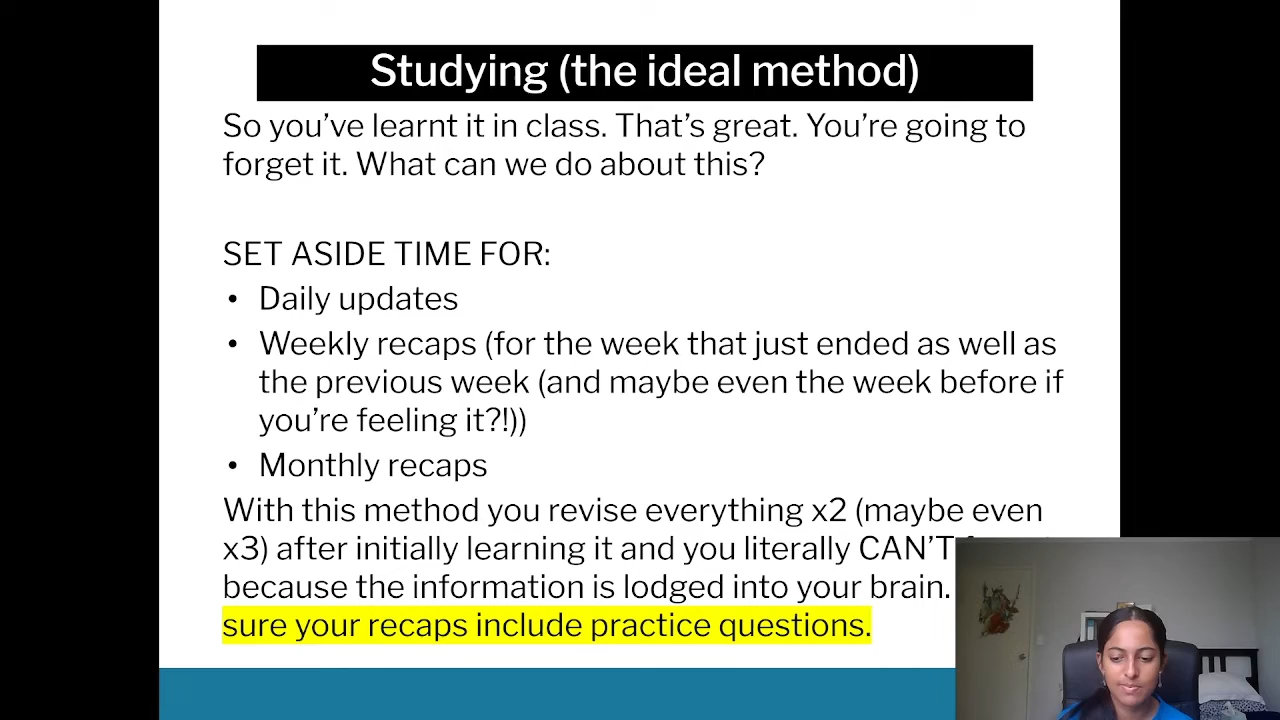 Studying (the ideal method)
So you’ve learnt it in class. That’s great. You’re going to
forget it. What can we do about this?
SET ASIDE TIME FOR:
• Daily updates
• Weekly recaps (for the week that just ended as well as
the previous week (and maybe even the week before if
you’re feeling it?!))
• Monthly recaps
With this method you revise everything x2 (maybe even
x3) after initially learning it and you literally CAN’T
because the information is lodged into your brain.
sure your recaps include practice questions.